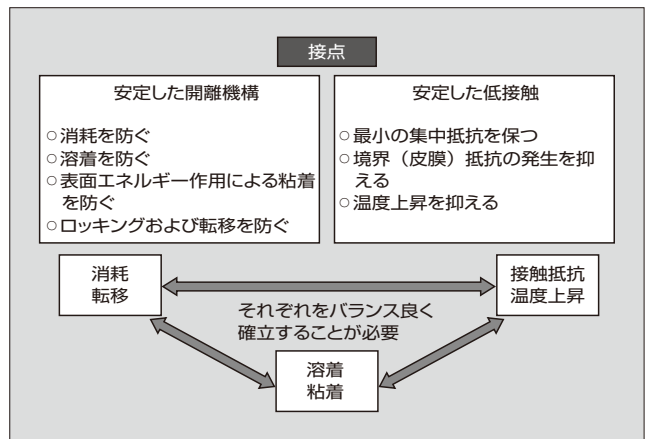 接点
安定した開離機構
○消耗を防ぐ
○溶着を防ぐ
○表面エネルギー作用による粘着
を防ぐ
○ロッキングおよび転移を防ぐ
安定した低接触
○最小の集中抵抗を保つ
○境界（皮膜）抵抗の発生を抑
える
○温度上昇を抑える
消耗
転移
接触抵抗
温度上昇
それぞれをバランス良く
確立することが必要
溶着
粘着